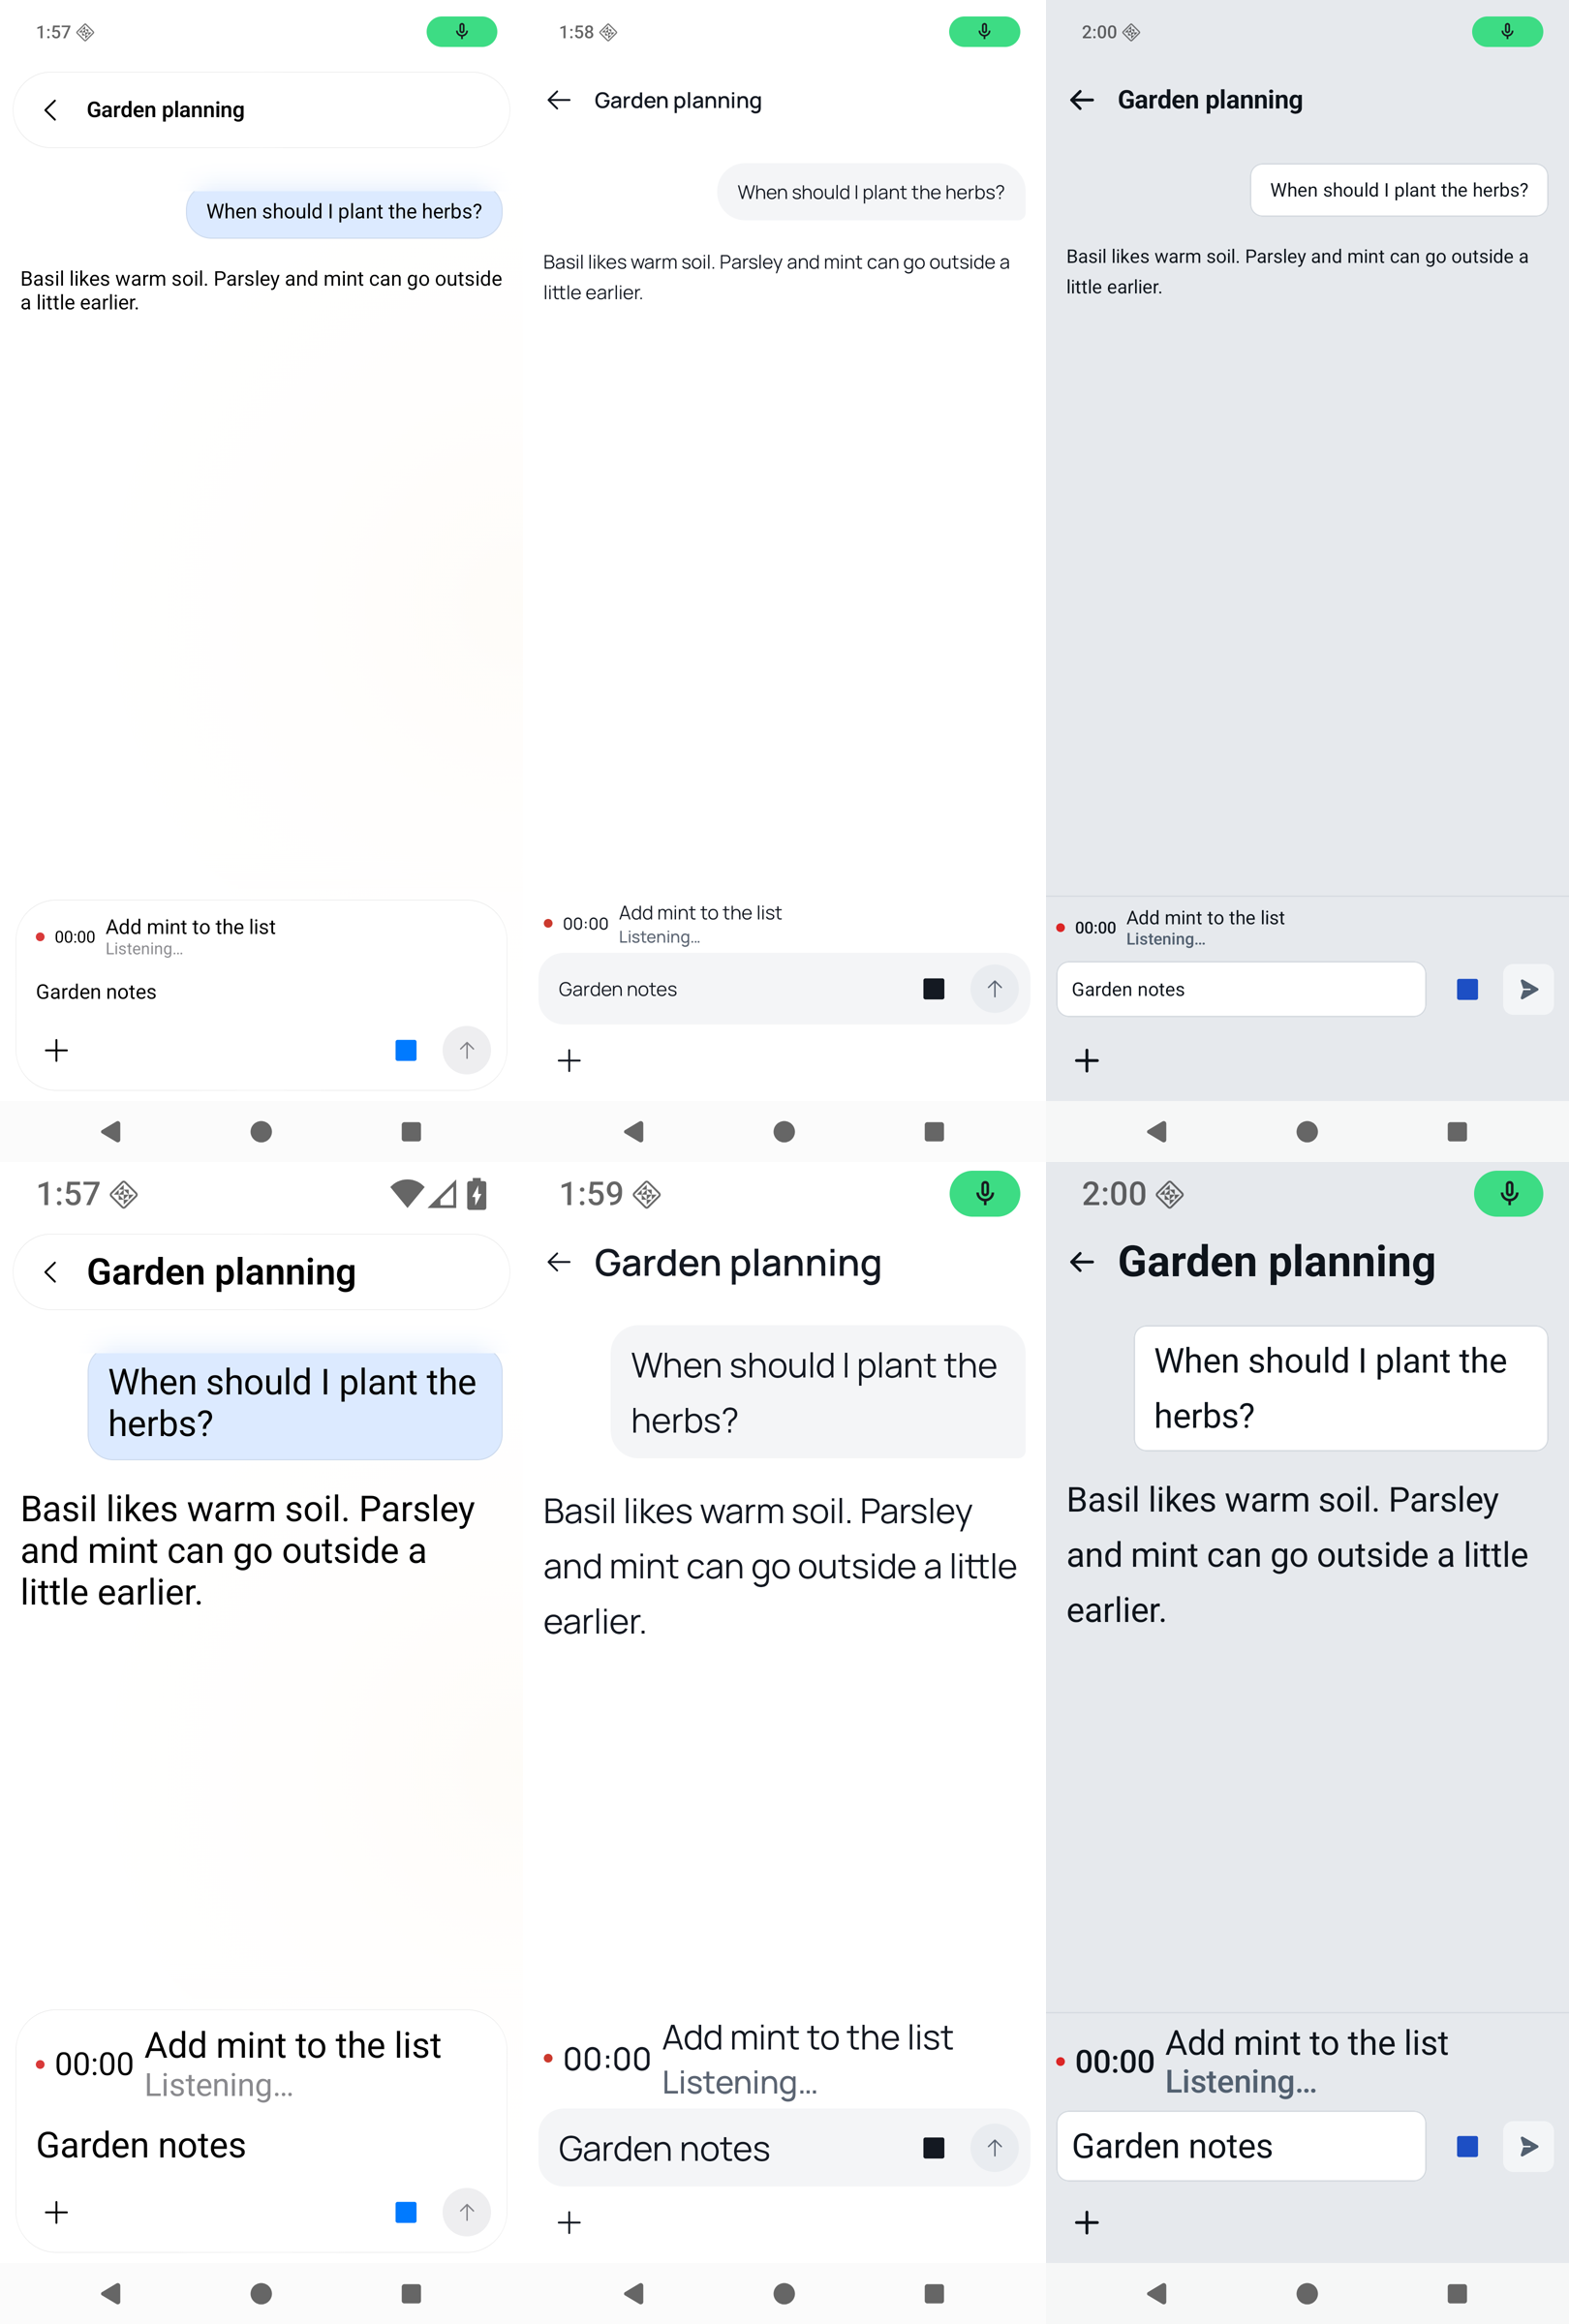 1:57
Garden planning
When should I plant the herbs?
Basil likes warm soil. Parsley and mint can go outside
a little earlier.
00:00
Add mint to the list
Listening...
Garden notes
1:58
Garden planning
When should I plant the herbs?
Basil likes warm soil. Parsley and mint can go outside a
little earlier.
00:00
Add mint to the list
Listening...
Garden notes
2:00
Garden planning
When should I plant the herbs?
Basil likes warm soil. Parsley and mint can go outside a
little earlier.
00:00
Add mint to the list
Listening...
Garden notes
1:57
Garden planning
When should I plant the
herbs?
Basil likes warm soil. Parsley
and mint can go outside a
little earlier.
00:00
Add mint to the list
Listening...
Garden notes
1:59
Garden planning
When should I plant the
herbs?
Basil likes warm soil. Parsley
and mint can go outside a little
earlier.
00:00
Add mint to the list
Listening...
Garden notes
2:00
Garden planning
When should I plant the
herbs?
Basil likes warm soil. Parsley
and mint can go outside a little
earlier.
00:00
Add mint to the list
Listening...
Garden notes